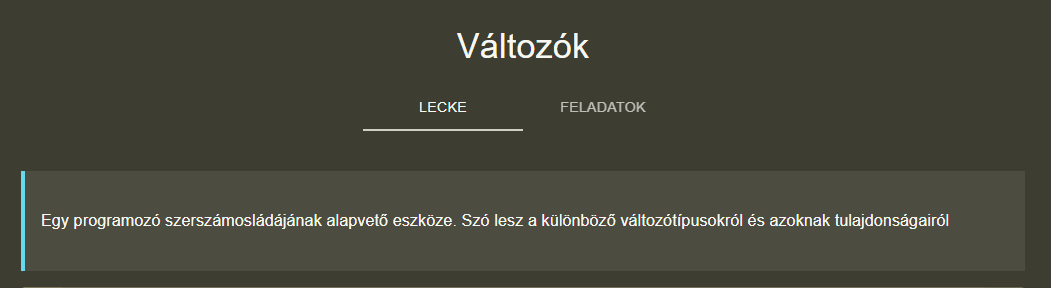 Változók
LECKE FELADATOK
Egy programozó szerszámosládájának alapvető eszköze. Szó lesz a különböző változótípusokról és azoknak tulajdonságairól